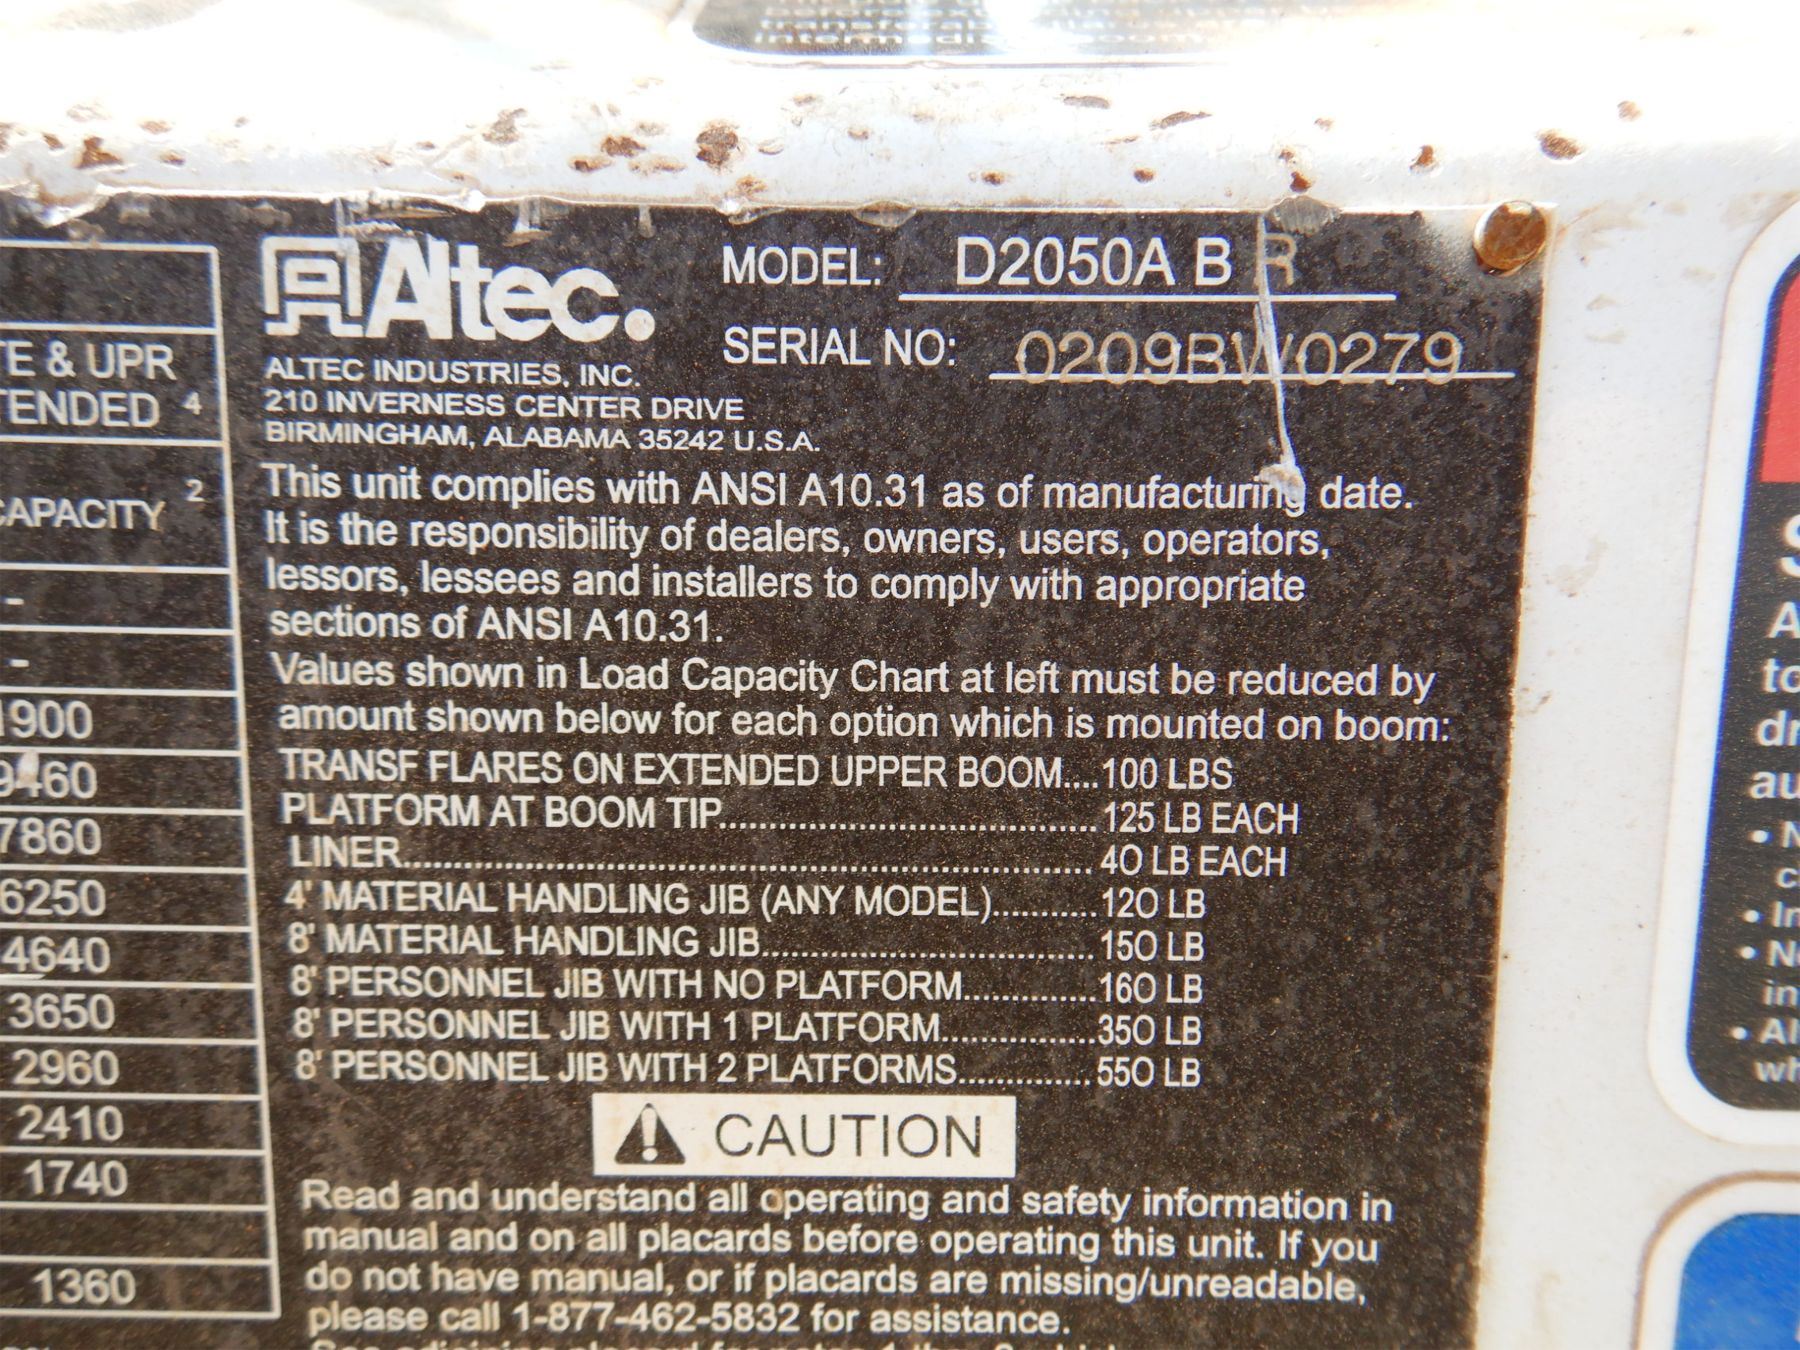 TE & UPR
TENDED 4
CAPACITY 2
-
-
1900
9460
7860
6250
4640
3650
2960
2410
1740
1360
Altec.
ALTEC INDUSTRIES, INC.
210 INVERNESS CENTER DRIVE
BIRMINGHAM, ALABAMA 35242 U.S.A.
MODEL: D2050A B R
SERIAL NO: 0209BW0279
This unit complies with ANSI A10.31 as of manufacturing date.
It is the responsibility of dealers, owners, users, operators,
lessors, lessees and installers to comply with appropriate
sections of ANSI A10.31.
Values shown in Load Capacity Chart at left must be reduced by
amount shown below for each option which is mounted on boom:
TRANSF FLARES ON EXTENDED UPPER BOOM....100 LBS
PLATFORM AT BOOM TIP....125 LB EACH
LINER....40 LB EACH
4' MATERIAL HANDLING JIB (ANY MODEL)....120 LB
8' MATERIAL HANDLING JIB....150 LB
8' PERSONNEL JIB WITH NO PLATFORM....160 LB
8' PERSONNEL JIB WITH 1 PLATFORM....350 LB
8' PERSONNEL JIB WITH 2 PLATFORMS....550 LB
CAUTION
Read and understand all operating and safety information in
manual and on all placards before operating this unit. If you
do not have manual, or if placards are missing/unreadable,
please call 1-877-462-5832 for assistance.